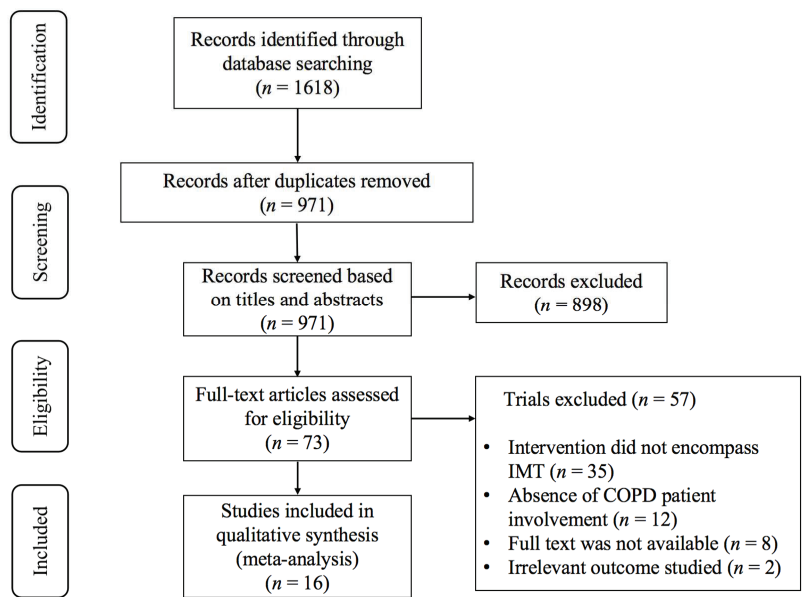 Identification
Records identified through
database searching
(n = 1618)
Records after duplicates removed
(n = 971)
Screening
Records screened based
on titles and abstracts
(n = 971)
Records excluded
(n = 898)
Eligibility
Full-text articles assessed
for eligibility
(n = 73)
Trials excluded (n = 57)
• Intervention did not encompass
IMT (n = 35)
• Absence of COPD patient
involvement (n = 12)
• Full text was not available (n = 8)
• Irrelevant outcome studied (n = 2)
Included
Studies included in
qualitative synthesis
(meta-analysis)
(n = 16)